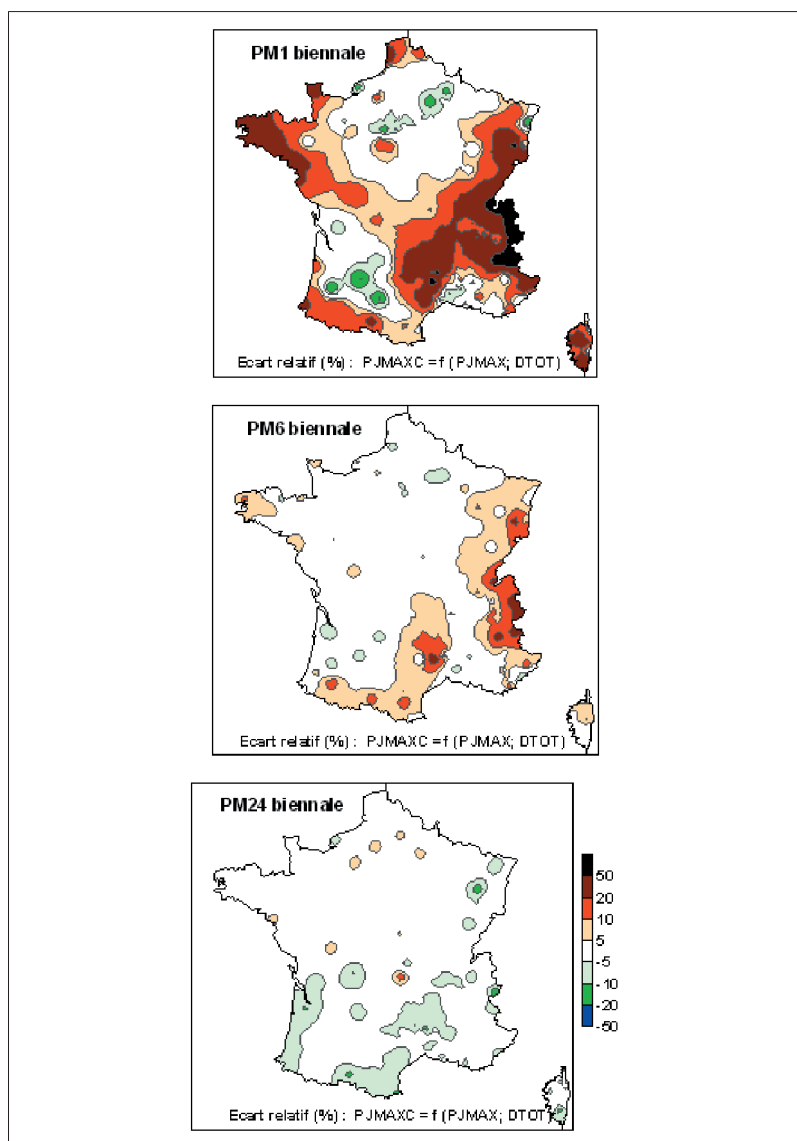 PM1 biennale
Ecart relatif (%) : PJMAXC = f ( PJMAX; DTOT)
PM6 biennale
Ecart relatif (%) : PJMAXC = f ( PJMAX; DTOT)
PM24 biennale
50
20
10
5
-5
-10
-20
-50
Ecart relatif (%) : PJMAXC = f ( PJMAX; DTOT)